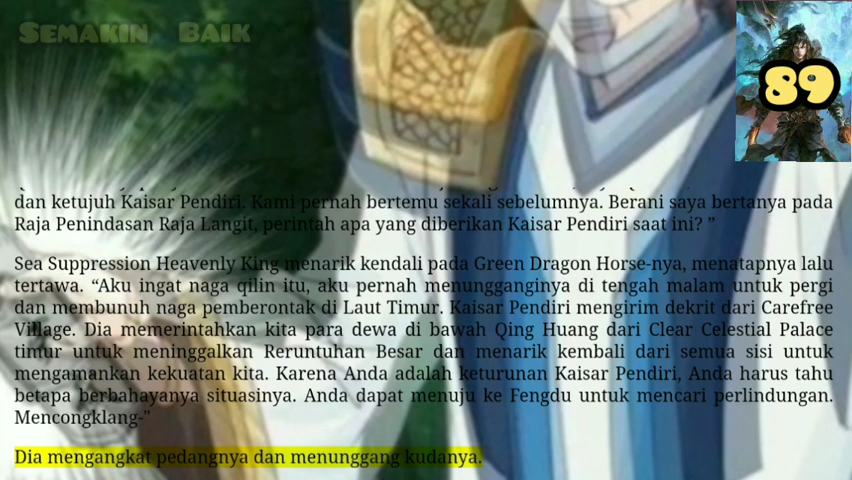 Semakin Baik
89
dan ketujuh Kaisar Pendiri. Kami pernah bertemu sekali sebelumnya. Berani saya bertanya pada
Raja Penindasan Raja Langit, perintah apa yang diberikan Kaisar Pendiri saat ini? ”
Sea Suppression Heavenly King menarik kendali pada Green Dragon Horse-nya, menatapnya lalu
tertawa. “Aku ingat naga qilin itu, aku pernah menungganginya di tengah malam untuk pergi
dan membunuh naga pemberontak di Laut Timur. Kaisar Pendiri mengirim dekrit dari Carefree
Village. Dia memerintahkan kita para dewa di bawah Qing Huang dari Clear Celestial Palace
timur untuk meninggalkan Reruntuhan Besar dan menarik kembali dari semua sisi untuk
mengamankan kekuatan kita. Karena Anda adalah keturunan Kaisar Pendiri, Anda harus tahu
betapa berbahayanya situasinya. Anda dapat menuju ke Fengdu untuk mencari perlindungan.
Mencongklang-”
Dia mengangkat pedangnya dan menunggang kudanya.